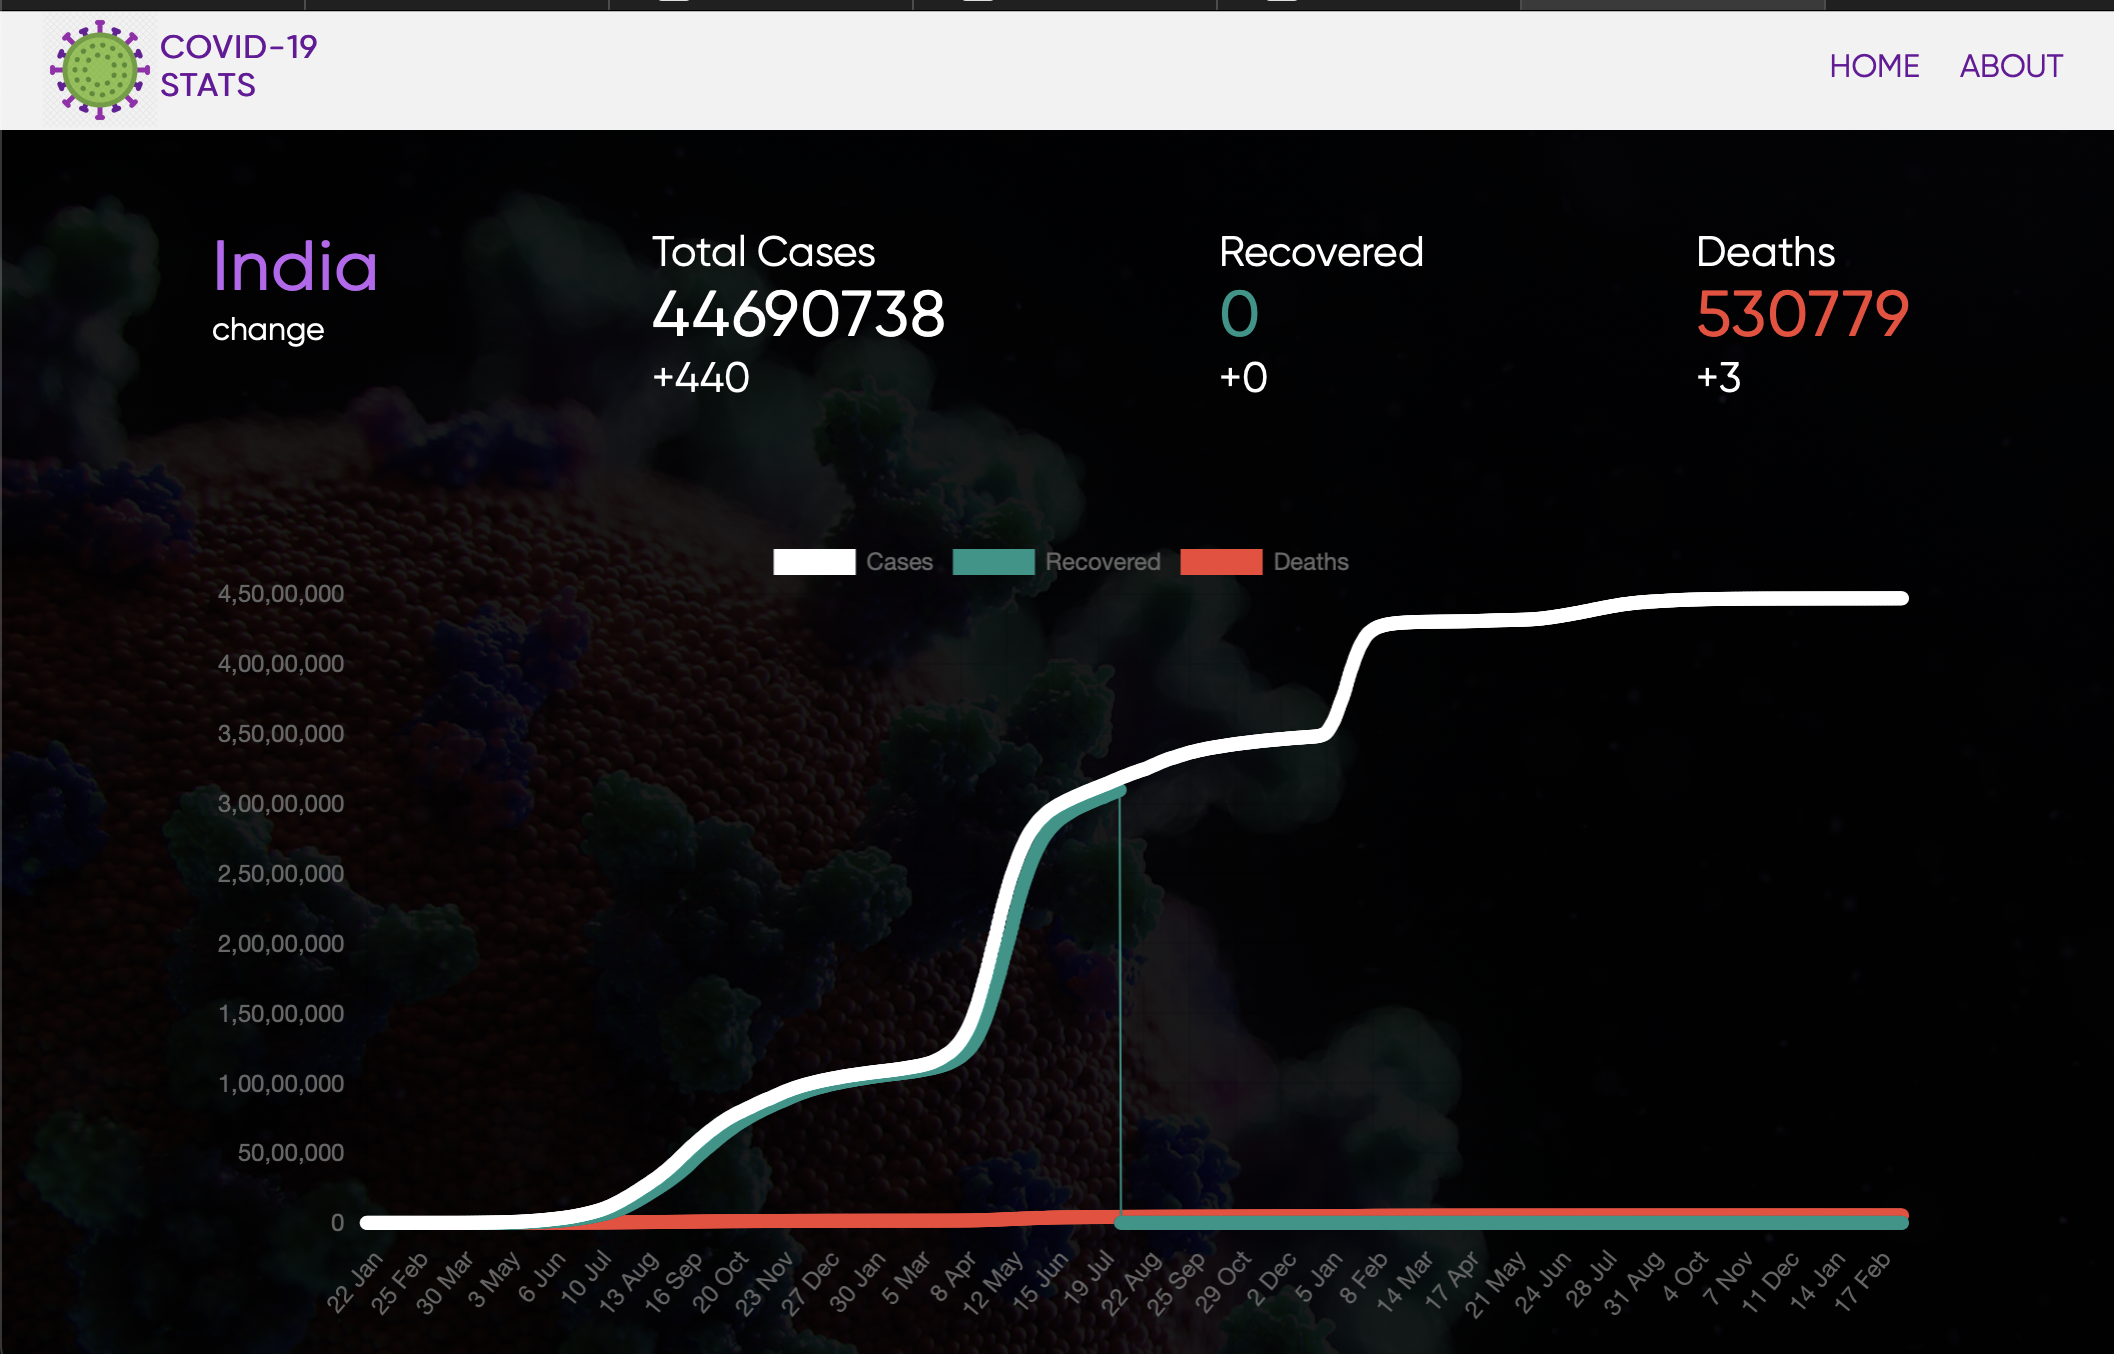 COVID-19
STATS
HOME ABOUT
India
change
Total Cases
44690738
+440
Recovered
0
+0
Deaths
530779
+3
Cases Recovered Deaths
4,50,00,000
4,00,00,000
3,50,00,000
3,00,00,000
2,50,00,000
2,00,00,000
1,50,00,000
1,00,00,000
50,00,000
0
22 Jan
25 Feb
30 Mar
3 May
6 Jun
10 Jul
13 Aug
16 Sep
20 Oct
23 Nov
27 Dec
30 Jan
5 Mar
8 Apr
12 May
15 Jun
19 Jul
22 Aug
25 Sep
29 Oct
2 Dec
5 Jan
8 Feb
14 Mar
17 Apr
21 May
24 Jun
28 Jul
31 Aug
4 Oct
7 Nov
11 Dec
14 Jan
17 Feb